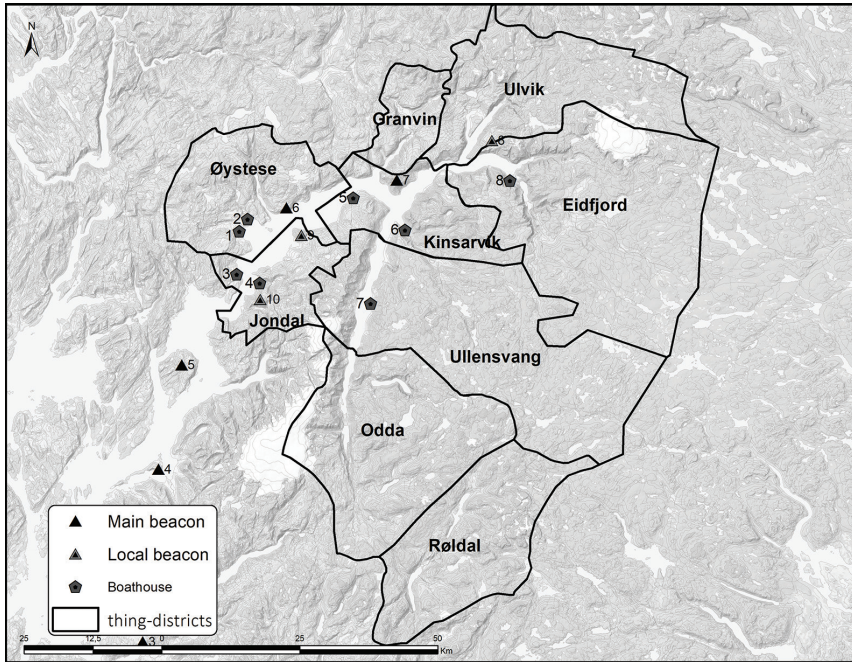 N
Ulvik
Granvin
8
Øystese
7
8
5
6
2
Eidfjord
1
9
6
Kinsarvik
3
4
10
7
Jondal
Ullensvang
5
Odda
4
Main beacon
Local beacon
Røldal
Boathouse
thing-districts
3
25 12,5 0 25 50
Km